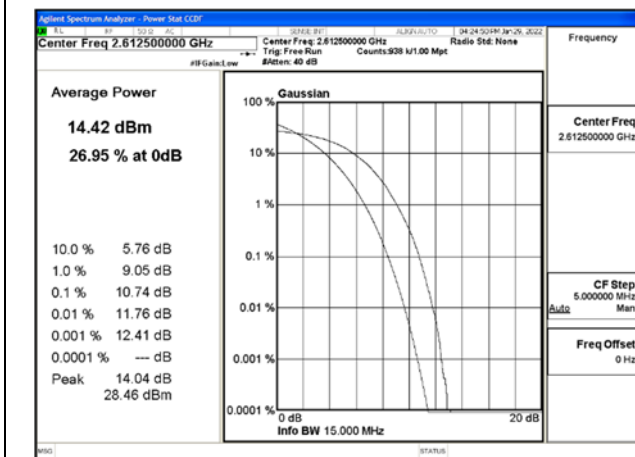 Agilent Spectrum Analyzer - Power Stat CCDF
RL RF 50 Ω AC SENSE:INT ALIGN AUTO 04:24:50 PM Jan 29, 2022
Center Freq 2.612500000 GHz
Center Freq: 2.612500000 GHz Radio Std: None
Trig: Free Run Counts:938 k/1.00 Mpt
#IFGain:Low #Atten: 40 dB
Frequency
Average Power
14.42 dBm
26.95 % at 0dB
10.0 % 5.76 dB
1.0 % 9.05 dB
0.1 % 10.74 dB
0.01 % 11.76 dB
0.001 % 12.41 dB
0.0001 % --- dB
Peak 14.04 dB
28.46 dBm
Gaussian
100 %
10 %
1 %
0.1 %
0.01 %
0.001 %
0.0001 %
0 dB 20 dB
Info BW 15.000 MHz
Center Freq
2.612500000 GHz
CF Step
5.000000 MHz
Auto Man
Freq Offset
0 Hz
MSG STATUS